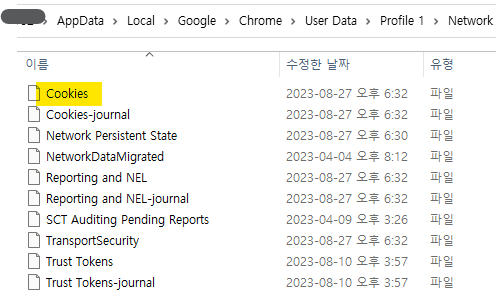 AppData > Local > Google > Chrome > User Data > Profile 1 > Network
이름 수정한 날짜 유형
Cookies 2023-08-27 오후 6:32 파일
Cookies-journal 2023-08-27 오후 6:32 파일
Network Persistent State 2023-08-27 오후 6:30 파일
NetworkDataMigrated 2023-04-04 오후 8:12 파일
Reporting and NEL 2023-08-27 오후 6:32 파일
Reporting and NEL-journal 2023-08-27 오후 6:32 파일
SCT Auditing Pending Reports 2023-04-09 오후 3:26 파일
TransportSecurity 2023-08-27 오후 6:32 파일
Trust Tokens 2023-08-10 오후 3:57 파일
Trust Tokens-journal 2023-08-10 오후 3:57 파일